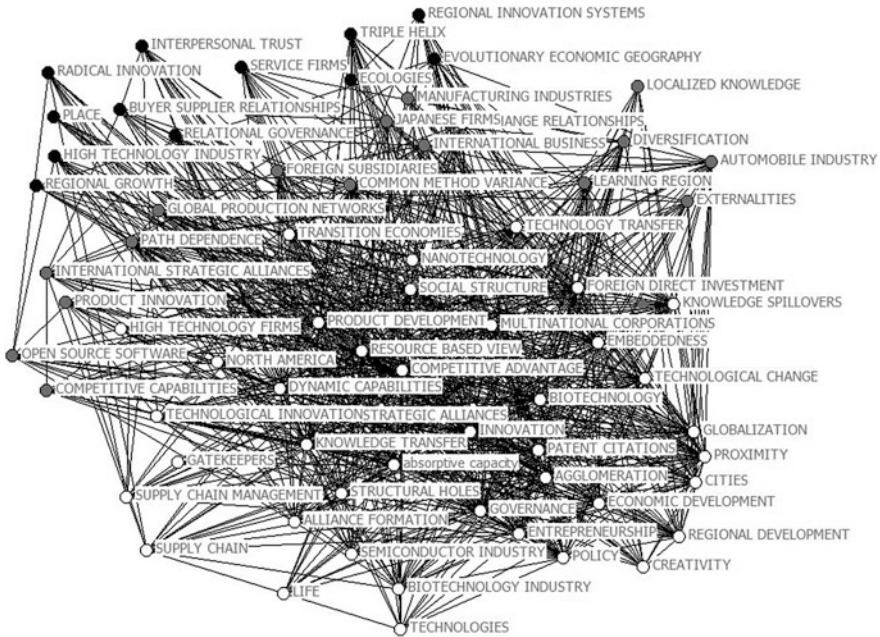 REGIONAL INNOVATION SYSTEMS
TRIPLE HELIX
INTERPERSONAL TRUST
EVOLUTIONARY ECONOMIC GEOGRAPHY
SERVICE FIRMS
RADICAL INNOVATION
ECOLOGIES
LOCALIZED KNOWLEDGE
MANUFACTURING INDUSTRIES
BUYER SUPPLIER RELATIONSHIPS
PLACE
JAPANESE FIRMS
RELATIONSHIPS
RELATIONAL GOVERNANCE
INTERNATIONAL BUSINESS
DIVERSIFICATION
HIGH TECHNOLOGY INDUSTRY
AUTOMOBILE INDUSTRY
FOREIGN SUBSIDIARIES
REGIONAL GROWTH
COMMON METHOD VARIANCE
LEARNING REGION
EXTERNALITIES
GLOBAL PRODUCTION NETWORKS
TECHNOLOGY TRANSFER
TRANSITION ECONOMIES
PATH DEPENDENCE
NANOTECHNOLOGY
INTERNATIONAL STRATEGIC ALLIANCES
SOCIAL STRUCTURE
FOREIGN DIRECT INVESTMENT
PRODUCT INNOVATION
KNOWLEDGE SPILLOVERS
PRODUCT DEVELOPMENT
MULTINATIONAL CORPORATIONS
HIGH TECHNOLOGY FIRMS
EMBEDDEDNESS
RESOURCE BASED VIEW
OPEN SOURCE SOFTWARE
NORTH AMERICA
COMPETITIVE ADVANTAGE
TECHNOLOGICAL CHANGE
COMPETITIVE CAPABILITIES
DYNAMIC CAPABILITIES
BIOTECHNOLOGY
TECHNOLOGICAL INNOVATION
STRATEGIC ALLIANCES
INNOVATION
GLOBALIZATION
KNOWLEDGE TRANSFER
PATENT CITATIONS
PROXIMITY
GATEKEEPERS
absorptive capacity
AGGLOMERATION
CITIES
SUPPLY CHAIN MANAGEMENT
STRUCTURAL HOLES
ECONOMIC DEVELOPMENT
GOVERNANCE
ALLIANCE FORMATION
ENTREPRENEURSHIP
REGIONAL DEVELOPMENT
SUPPLY CHAIN
SEMICONDUCTOR INDUSTRY
POLICY
CREATIVITY
LIFE
BIOTECHNOLOGY INDUSTRY
TECHNOLOGIES